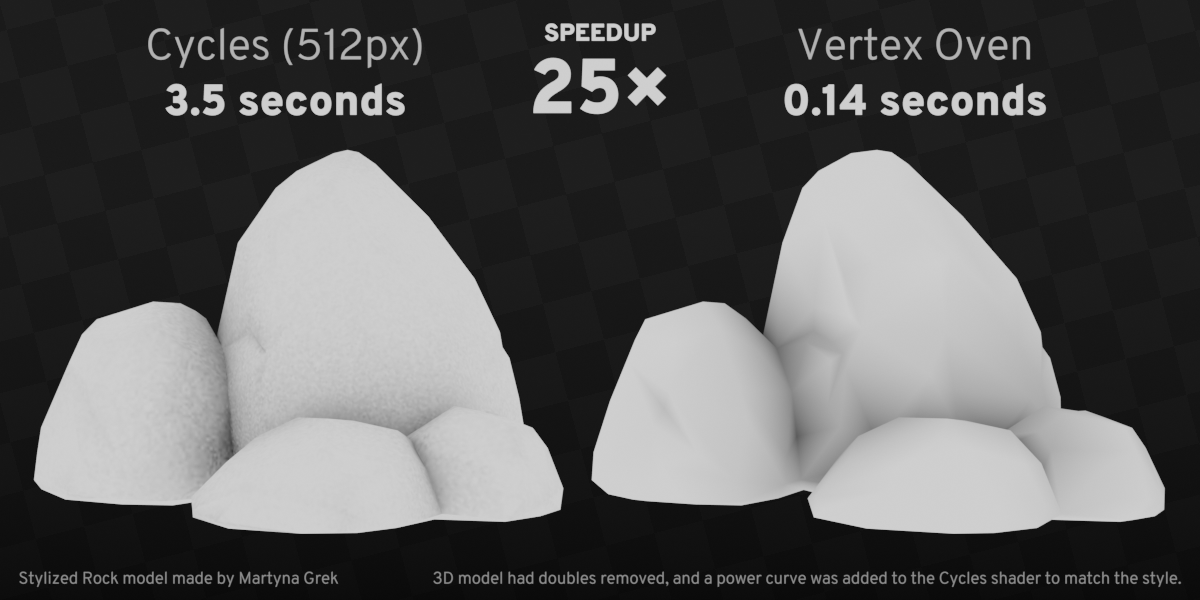 Cycles (512px)
3.5 seconds
SPEEDUP
25×
Vertex Oven
0.14 seconds
Stylized Rock model made by Martyna Grek
3D model had doubles removed, and a power curve was added to the Cycles shader to match the style.